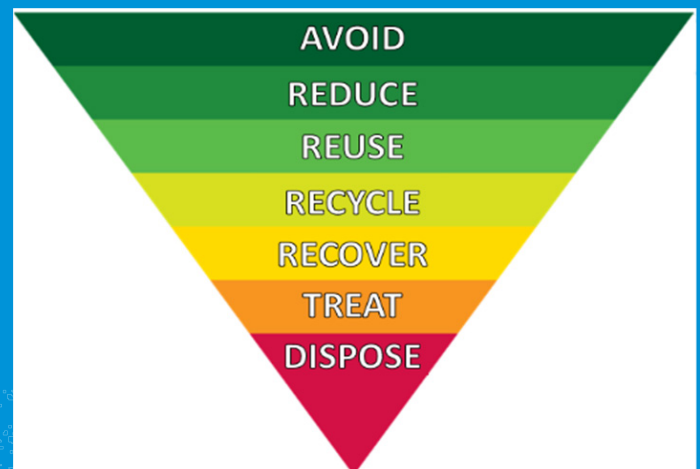 AVOID
REDUCE
REUSE
RECYCLE
RECOVER
TREAT
DISPOSE